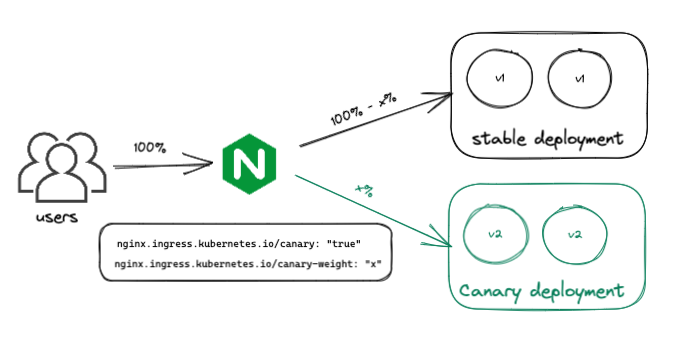 users
100%
N
100% - x%
v1
v1
stable deployment
+%
v2
v2
Canary deployment
nginx.ingress.kubernetes.io/canary: "true"
nginx.ingress.kubernetes.io/canary-weight: "x"